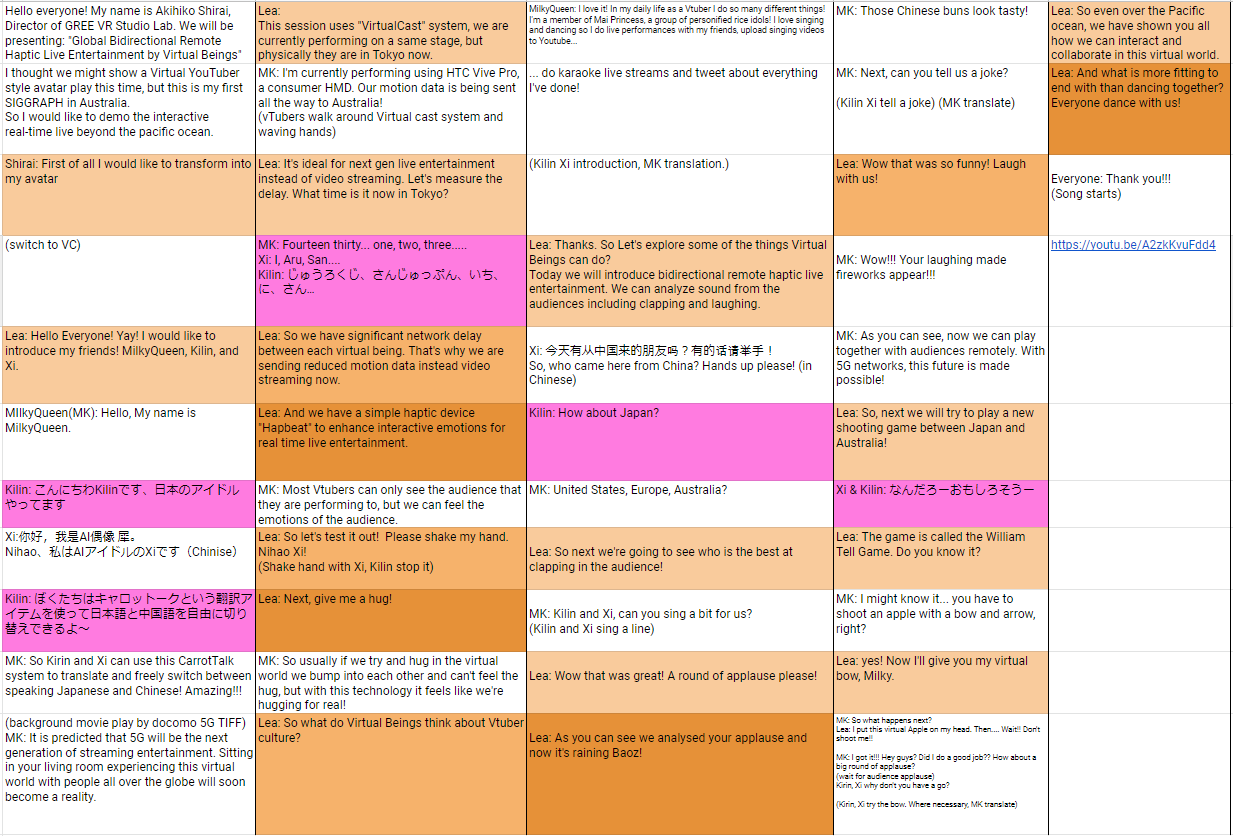 Hello everyone! My name is Akihiko Shirai,
Director of GREE VR Studio Lab. We will be
presenting: "Global Bidirectional Remote
Haptic Live Entertainment by Virtual Beings"
I thought we might show a Virtual YouTuber
style avatar play this time, but this is my first
SIGGRAPH in Australia.
So I would like to demo the interactive
real-time live beyond the pacific ocean.
Shirai: First of all I would like to transform into
my avatar
(switch to VC)
Lea: Hello Everyone! Yay! I would like to
introduce my friends! MilkyQueen, Kilin, and
Xi.
MIlkyQueen(MK): Hello, My name is
MilkyQueen.
Kilin: こんにちわKilinです、日本のアイドル
やってます
Xi:你好，我是AI偶像 犀。
Nihao、私はAIアイドルのXiです（Chinise）
Kilin: ぼくたちはキャロットークという翻訳ア
イテムを使って日本語と中国語を自由に切り
替えできるよ〜
MK: So Kirin and Xi can use this CarrotTalk
system to translate and freely switch between
speaking Japanese and Chinese! Amazing!!!
(background movie play by docomo 5G TIFF)
MK: It is predicted that 5G will be the next
generation of streaming entertainment. Sitting
in your living room experiencing this virtual
world with people all over the globe will soon
become a reality.
Lea:
This session uses "VirtualCast" system, we are
currently performing on a same stage, but
physically they are in Tokyo now.
MK: I'm currently performing using HTC Vive Pro,
a consumer HMD. Our motion data is being sent
all the way to Australia!
(vTubers walk around Virtual cast system and
waving hands)
Lea: It's ideal for next gen live entertainment
instead of video streaming. Let's measure the
delay. What time is it now in Tokyo?
MK: Fourteen thirty... one, two, three.....
Xi: I, Aru, San....
Kilin: じゅうろくじ、さんじゅっぷん、いち、
に、さん...
Lea: So we have significant network delay
between each virtual being. That's why we are
sending reduced motion data instead video
streaming now.
Lea: And we have a simple haptic device
"Hapbeat" to enhance interactive emotions for
real time live entertainment.
MK: Most Vtubers can only see the audience that
they are performing to, but we can feel the
emotions of the audience.
Lea: So let's test it out!  Please shake my hand.
Nihao Xi!
(Shake hand with Xi, Kilin stop it)
Lea: Next, give me a hug!
MK: So usually if we try and hug in the virtual
world we bump into each other and can't feel the
hug, but with this technology it feels like we're
hugging for real!
Lea: So what do Virtual Beings think about Vtuber
culture?
MilkyQueen: I love it! In my daily life as a Vtuber I do so many different things!
I'm a member of Mai Princess, a group of personified rice idols! I love singing
and dancing so I do live performances with my friends, upload singing videos
to Youtube...
... do karaoke live streams and tweet about everything
I've done!
(Kilin Xi introduction, MK translation.)
Lea: Thanks. So Let's explore some of the things Virtual
Beings can do?
Today we will introduce bidirectional remote haptic live
entertainment. We can analyze sound from the
audiences including clapping and laughing.
Xi: 今天有从中国来的朋友吗？有的话请举手！
So, who came here from China? Hands up please! (in
Chinese)
Kilin: How about Japan?
MK: United States, Europe, Australia?
Lea: So next we're going to see who is the best at
clapping in the audience!
MK: Kilin and Xi, can you sing a bit for us?
(Kilin and Xi sing a line)
Lea: Wow that was great! A round of applause please!
Lea: As you can see we analysed your applause and
now it's raining Baoz!
MK: Those Chinese buns look tasty!
MK: Next, can you tell us a joke?
(Kilin Xi tell a joke) (MK translate)
Lea: Wow that was so funny! Laugh
with us!
MK: Wow!!! Your laughing made
fireworks appear!!!
MK: As you can see, now we can play
together with audiences remotely. With
5G networks, this future is made
possible!
Lea: So, next we will try to play a new
shooting game between Japan and
Australia!
Xi & Kilin: なんだろーおもしろそうー
Lea: The game is called the William
Tell Game. Do you know it?
MK: I might know it... you have to
shoot an apple with a bow and arrow,
right?
Lea: yes! Now I'll give you my virtual
bow, Milky.
MK: So what happens next?
Lea: I put this virtual Apple on my head. Then.... Wait!! Don't
shoot me!!
MK: I got it!!! Hey guys? Did I do a good job?? How about a
big round of applause?
(wait for audience applause)
Kirin, Xi why don't you have a go?
(Kirin, Xi try the bow. Where necessary, MK translate)
Lea: So even over the Pacific
ocean, we have shown you all
how we can interact and
collaborate in this virtual world.
Lea: And what is more fitting to
end with than dancing together?
Everyone dance with us!
Everyone: Thank you!!!
(Song starts)
https://youtu.be/A2zkKvuFdd4